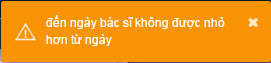 đến ngày bác sĩ không được nhỏ
hơn từ ngày